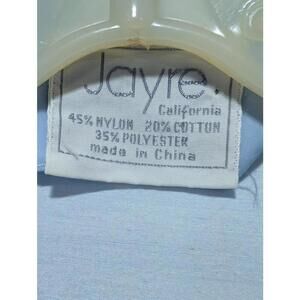 Jayre.
California
45% NYLON 20% COTTON
35% POLYESTER
made in China